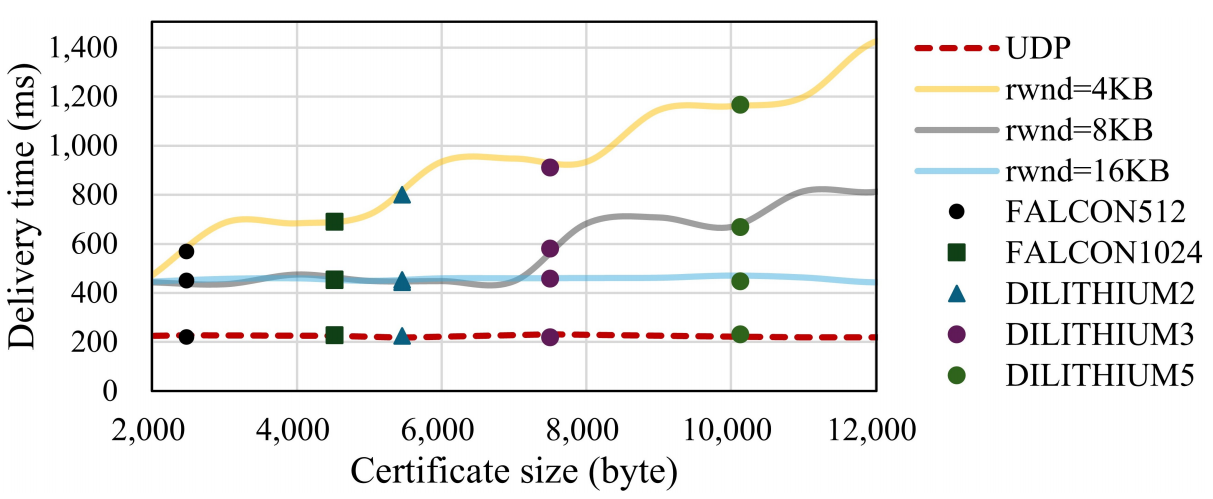 Delivery time (ms)
1,400
1,200
1,000
800
600
400
200
0
2,000
4,000
6,000
8,000
10,000
12,000
Certificate size (byte)
UDP
rwnd=4KB
rwnd=8KB
rwnd=16KB
FALCON512
FALCON1024
DILITHIUM2
DILITHIUM3
DILITHIUM5